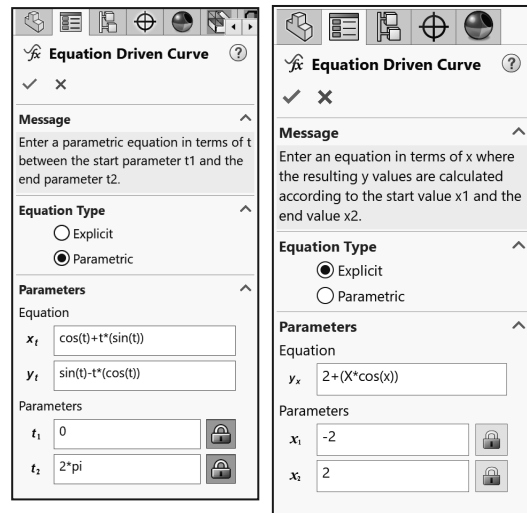 Equation Driven Curve
Message
Enter a parametric equation in terms of t
between the start parameter t1 and the
end parameter t2.
Equation Type
Explicit
Parametric
Parameters
Equation
xt cos(t)+t*(sin(t))
yt sin(t)-t*(cos(t))
Parameters
t1 0
t2 2*pi
Equation Driven Curve
Message
Enter an equation in terms of x where
the resulting y values are calculated
according to the start value x1 and the
end value x2.
Equation Type
Explicit
Parametric
Parameters
Equation
yx 2+(X*cos(x))
Parameters
x1 -2
x2 2